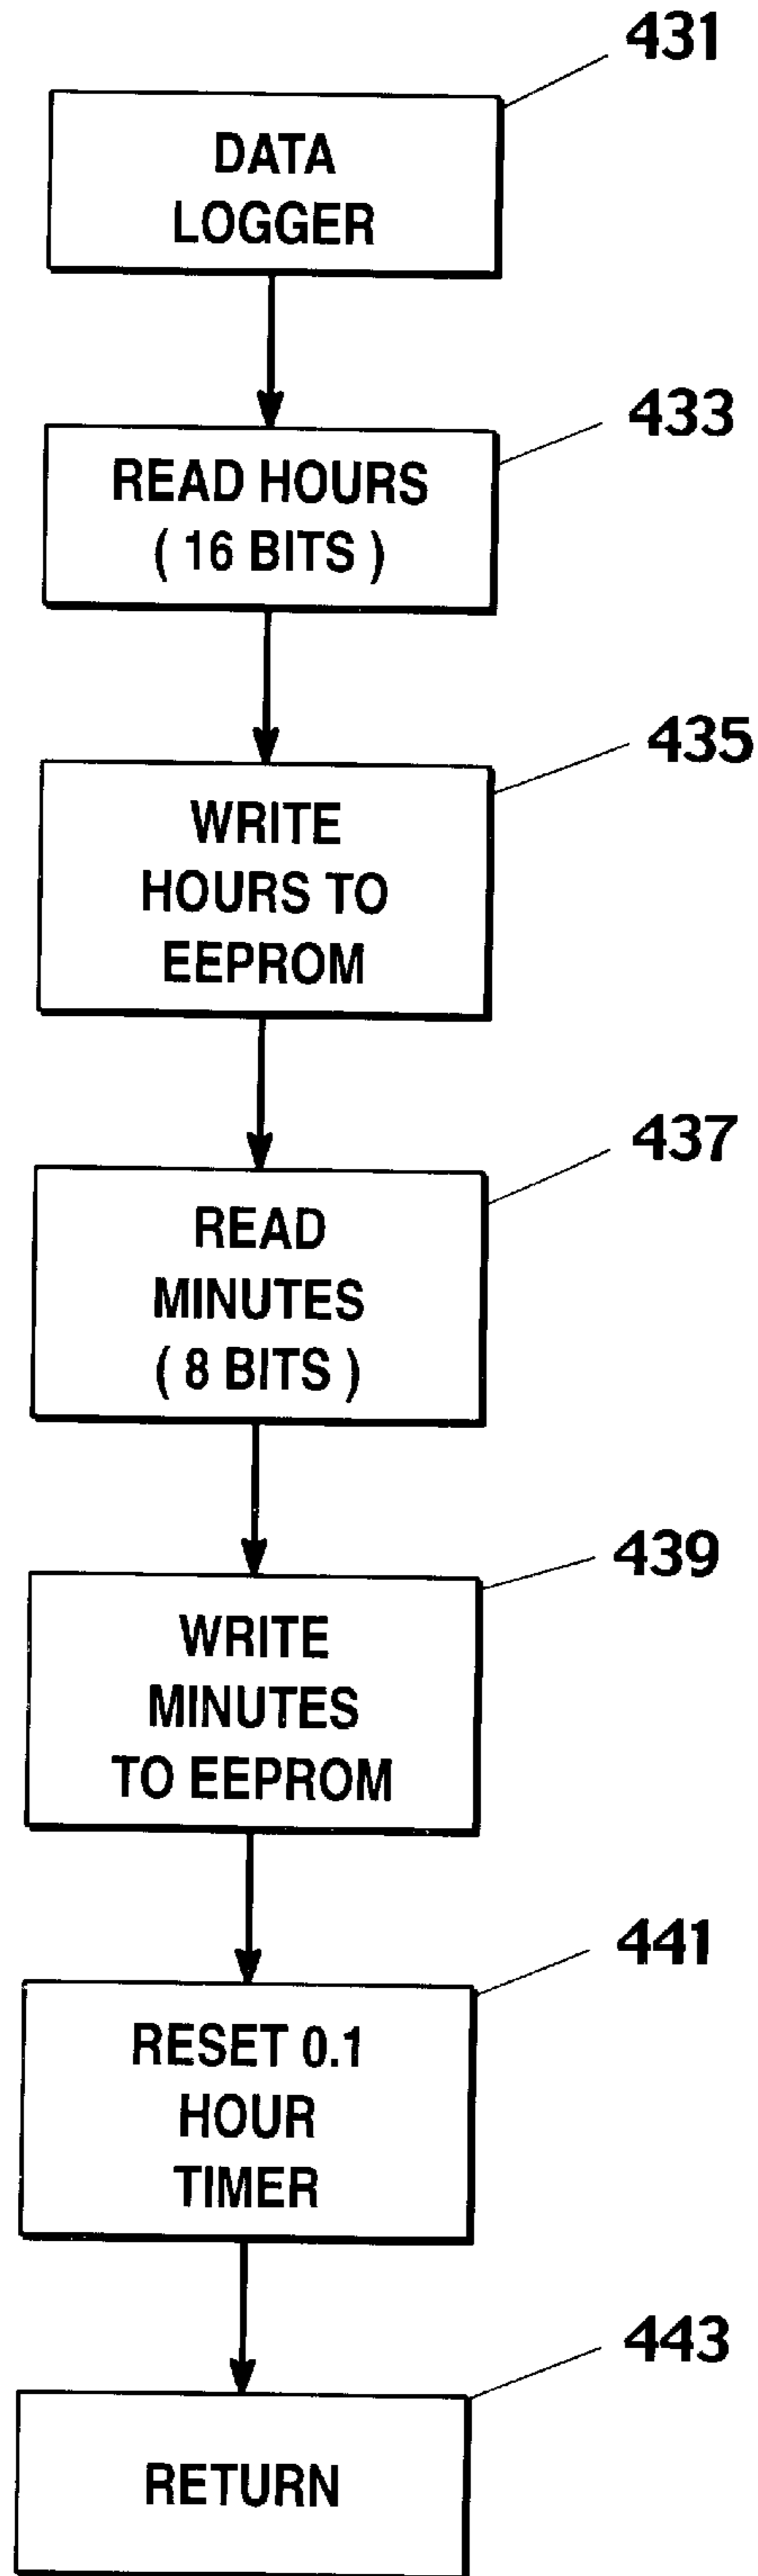 431
DATA
LOGGER
433
READ HOURS
( 16 BITS )
435
WRITE
HOURS TO
EEPROM
437
READ
MINUTES
( 8 BITS )
439
WRITE
MINUTES
TO EEPROM
441
RESET 0.1
HOUR
TIMER
443
RETURN